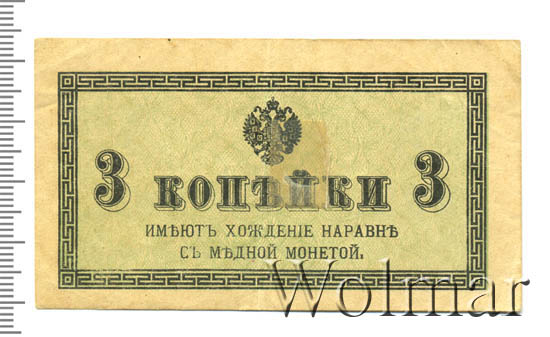 3 КОПѢЙКИ 3
ИМѢЮТЪ ХОЖДЕНІЕ НАРАВНѢ
СЪ МѢДНОЙ МОНЕТОЙ.
Wolmar